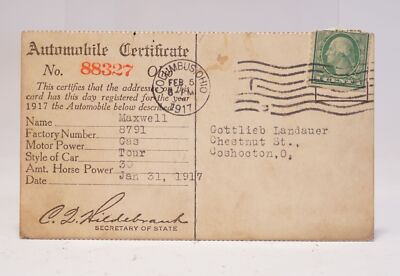 Automobile Certificate
No. 88327 O
This certifies that the addressee
card has this day registered for the year
1917 the Automobile below described
Name Maxwell
Factory Number 8791
Motor Power Gas
Style of Car Tour
Amt. Horse Power 30
Date Jan 31, 1917
C. Q. Hildebrant
SECRETARY OF STATE
COLUMBUS, OHIO
FEB 5
1917
Gottlieb Landauer
Chestnut St.,
Coshocton,O.